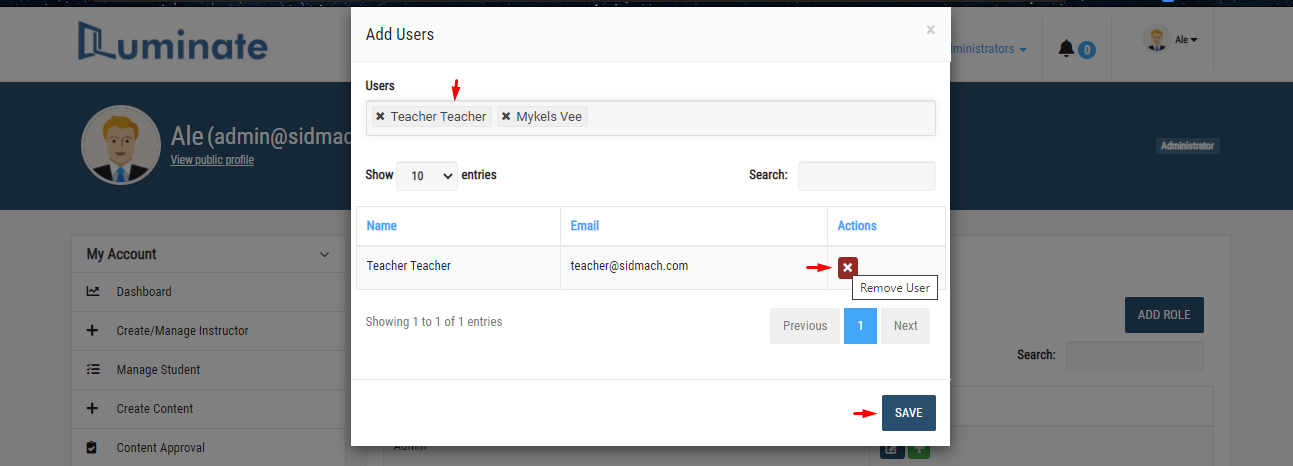 Luminate
Add Users
×
ministrators
0
Ale
Users
× Teacher Teacher × Mykels Vee
Ale (admin@sidmac
View public profile
Administrator
Show 10 entries Search:
Name Email Actions
Teacher Teacher teacher@sidmach.com
Remove User
Showing 1 to 1 of 1 entries
Previous 1 Next
SAVE
My Account
Dashboard
Create/Manage Instructor
Manage Student
Create Content
Content Approval
ADD ROLE
Search:
Admin